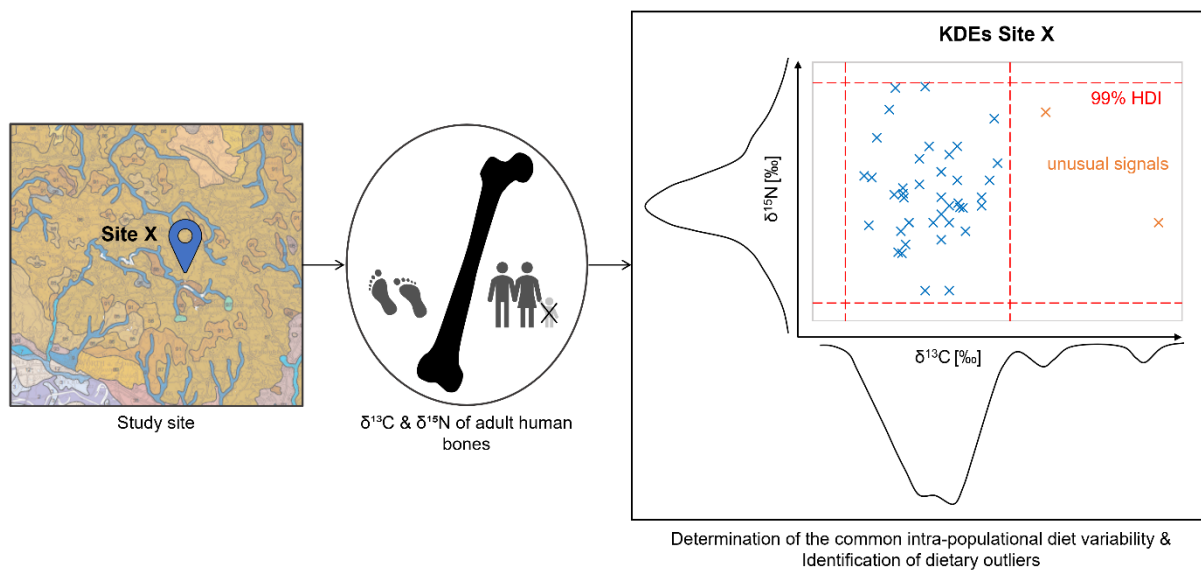 Site X
Study site
δ¹³C & δ¹⁵N of adult human
bones
KDEs Site X
99% HDI
unusual signals
δ¹⁵N [‰]
δ¹³C [‰]
Determination of the common intra-populational diet variability &
Identification of dietary outliers